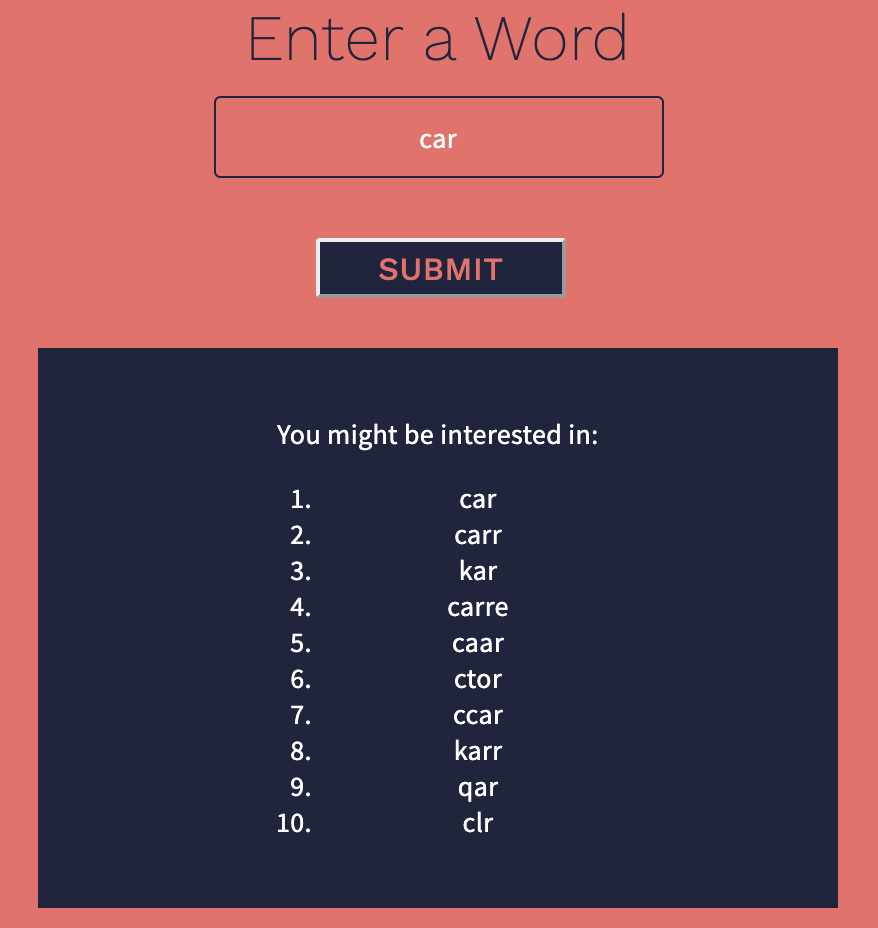 Enter a Word
car
SUBMIT
You might be interested in:
1. car
2. carr
3. kar
4. carre
5. caar
6. ctor
7. ccar
8. karr
9. qar
10. clr